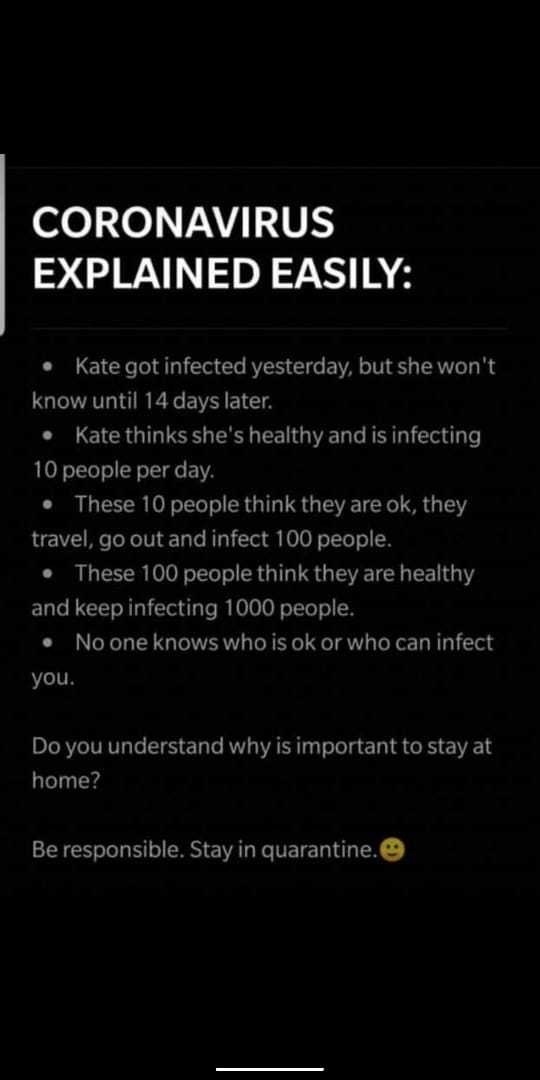 CORONAVIRUS
EXPLAINED EASILY:
• Kate got infected yesterday, but she won't
know until 14 days later.
• Kate thinks she's healthy and is infecting
10 people per day.
• These 10 people think they are ok, they
travel, go out and infect 100 people.
• These 100 people think they are healthy
and keep infecting 1000 people.
• No one knows who is ok or who can infect
you.
Do you understand why is important to stay at
home?
Be responsible. Stay in quarantine.🙂